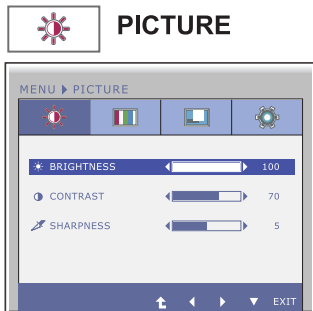 PICTURE
MENU PICTURE
BRIGHTNESS 100
CONTRAST 70
SHARPNESS 5
EXIT